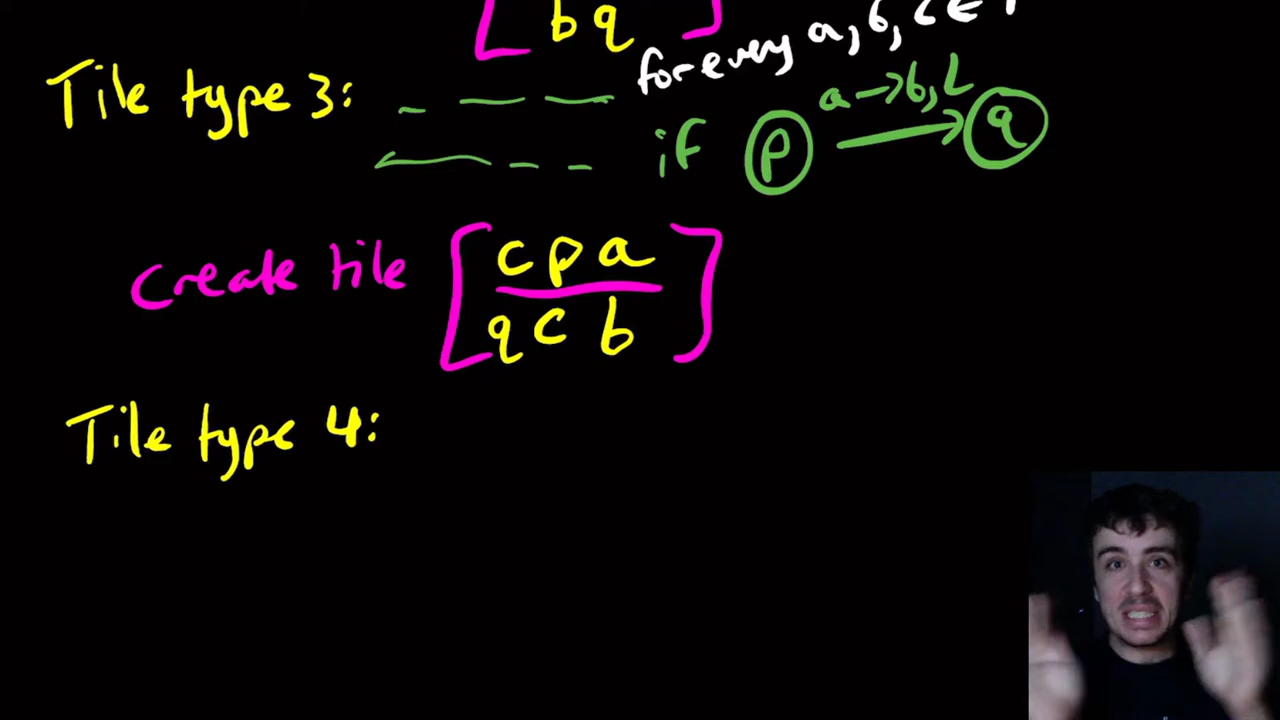 b q
for every a, b, c ∈ Γ
Tile type 3:
if p a → b, L q
create tile c p a
q c b
Tile type 4: